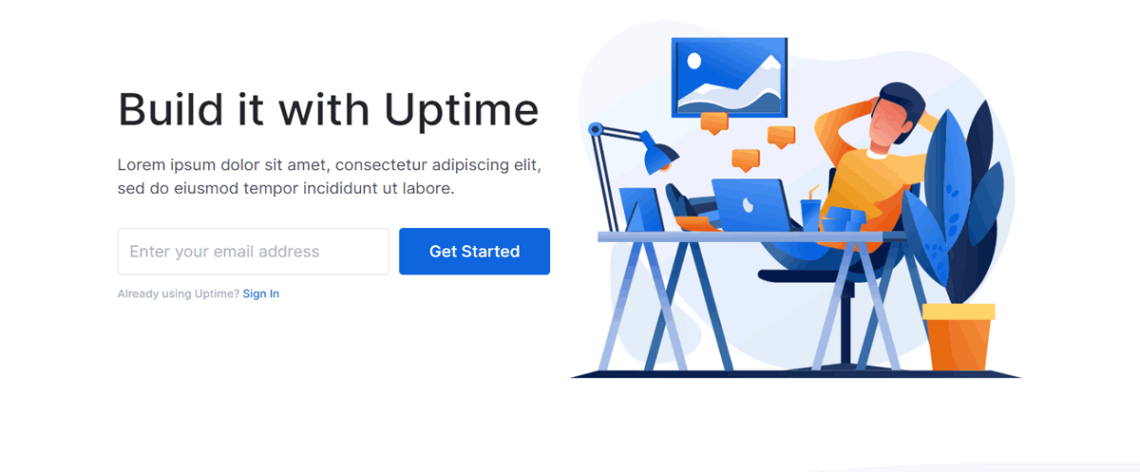 Build it with Uptime
Lorem ipsum dolor sit amet, consectetur adipiscing elit,
sed do eiusmod tempor incididunt ut labore.
Enter your email address
Get Started
Already using Uptime? Sign In